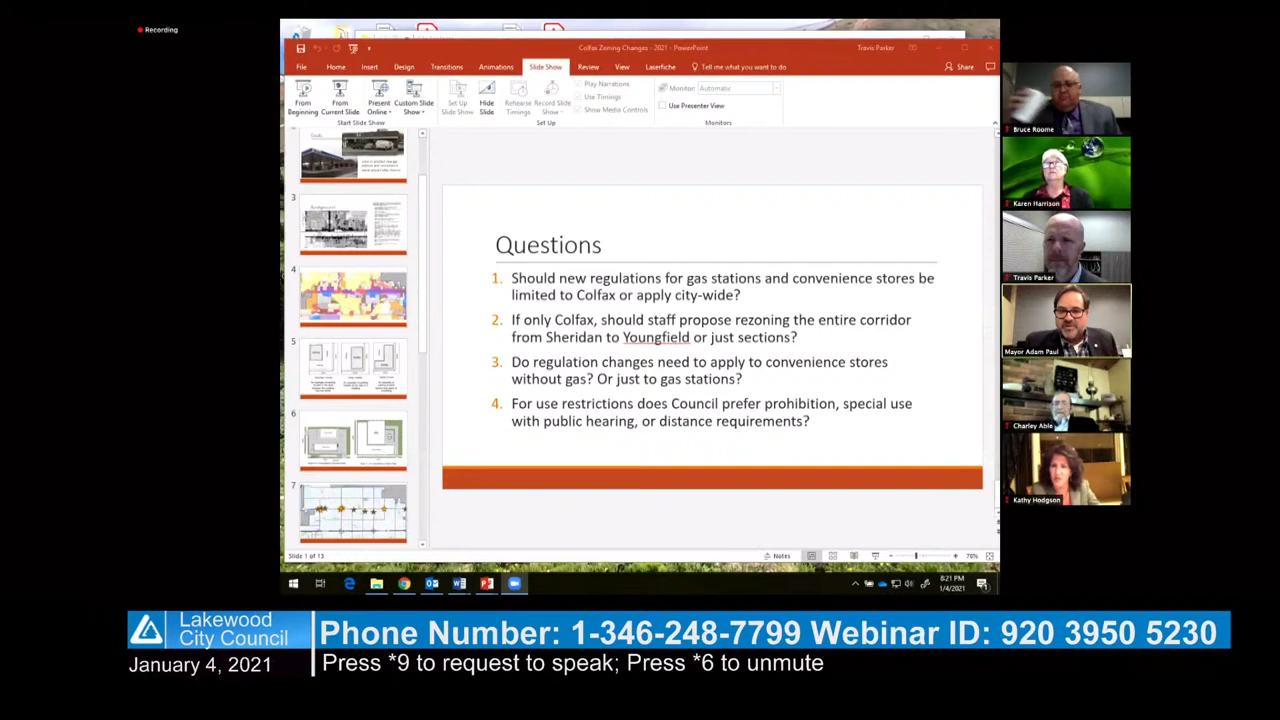 Recording
Colfax Zoning Changes - 2021 - PowerPoint
Travis Parker
File Home Insert Design Transitions Animations Slide Show Review View Laserfiche Tell me what you want to do Share
From Beginning
From Current Slide
Present Online
Custom Slide Show
Set Up Slide Show
Hide Slide
Rehearse Timings
Record Slide Show
Play Narrations
Use Timings
Show Media Controls
Monitor: Automatic
Use Presenter View
Start Slide Show
Set Up
Monitors
3
4
5
6
7
Background
Questions
1. Should new regulations for gas stations and convenience stores be
limited to Colfax or apply city-wide?
2. If only Colfax, should staff propose rezoning the entire corridor
from Sheridan to Youngfield or just sections?
3. Do regulation changes need to apply to convenience stores
without gas? Or just to gas stations?
4. For use restrictions does Council prefer prohibition, special use
with public hearing, or distance requirements?
Slide 1 of 13
Notes
76%
8:21 PM
1/4/2021
Bruce Roome
Karen Harrison
Travis Parker
Mayor Adam Paul
Charley Able
Kathy Hodgson
Lakewood
City Council
January 4, 2021
Phone Number: 1-346-248-7799 Webinar ID: 920 3950 5230
Press *9 to request to speak; Press *6 to unmute